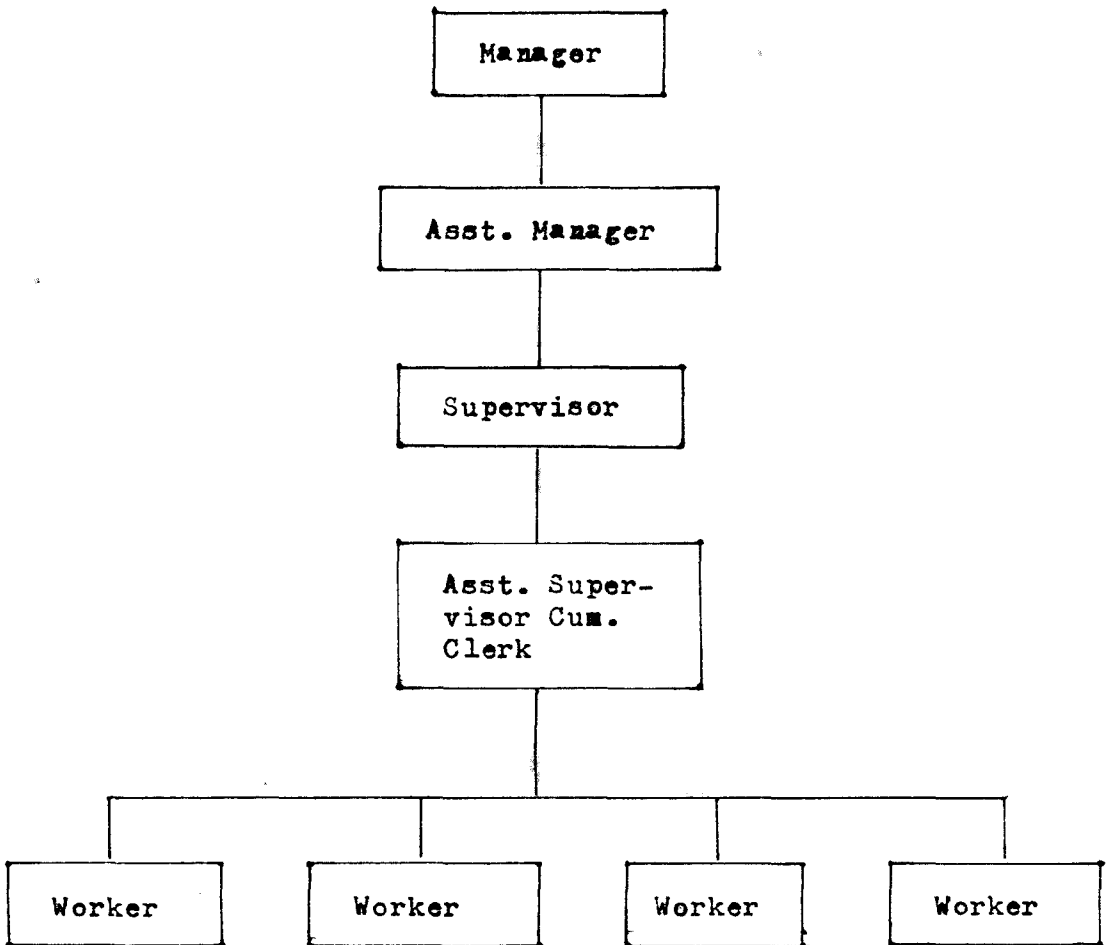 Manager
Asst. Manager
Supervisor
Asst. Super-
visor Cum.
Clerk
Worker Worker Worker Worker